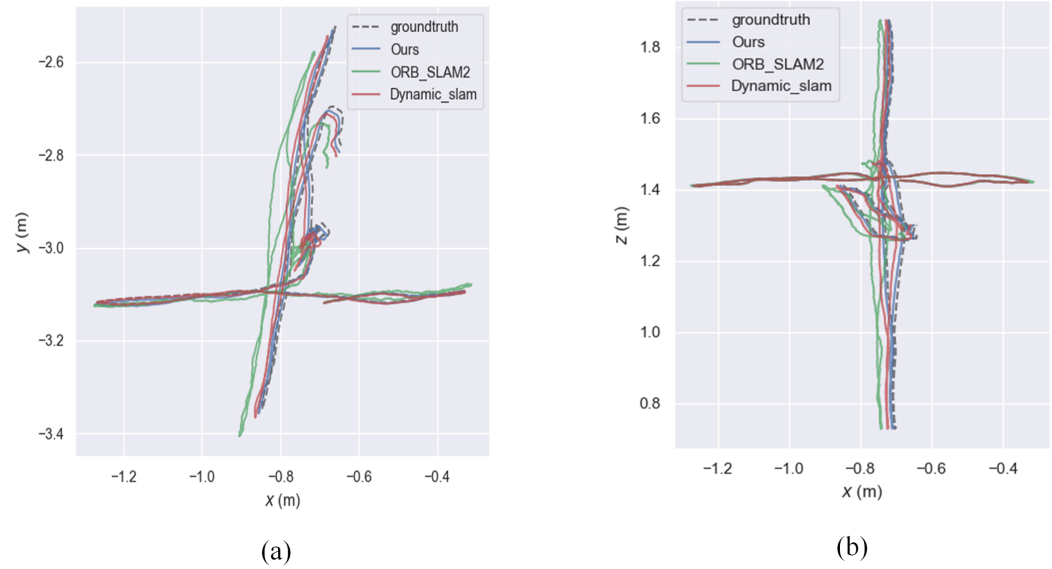 groundtruth
Ours
ORB_SLAM2
Dynamic_slam
−2.6
−2.8
−3.0
−3.2
−3.4
y (m)
−1.2 −1.0 −0.8 −0.6 −0.4
x (m)
(a)
groundtruth
Ours
ORB_SLAM2
Dynamic_slam
1.8
1.6
1.4
1.2
1.0
0.8
z (m)
−1.2 −1.0 −0.8 −0.6 −0.4
x (m)
(b)